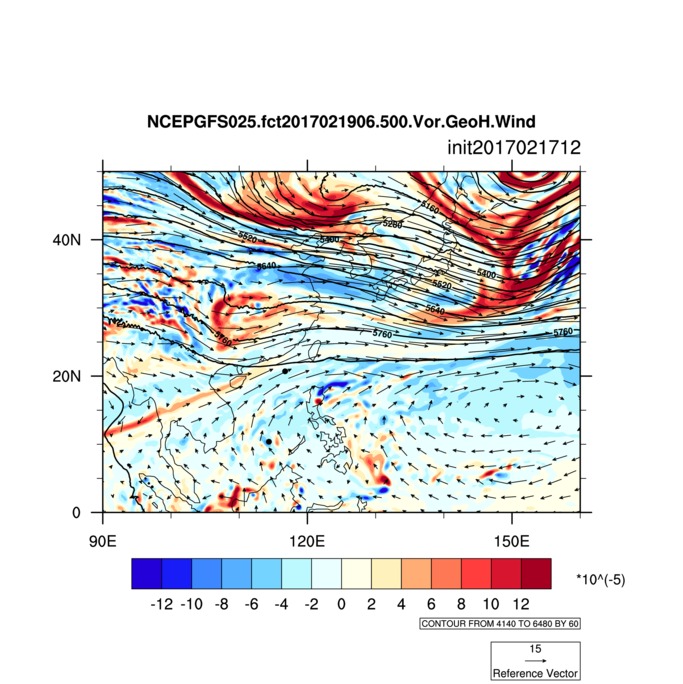 NCEPGFS025.fct2017021906.500.Vor.GeoH.Wind
init2017021712
5160
5280
5520
5400
40N
5640
5400
5520
5640
5760
5760
5760
20N
0
90E 120E 150E
-12 -10 -8 -6 -4 -2 0 2 4 6 8 10 12
*10^(-5)
CONTOUR FROM 4140 TO 6480 BY 60
15
Reference Vector